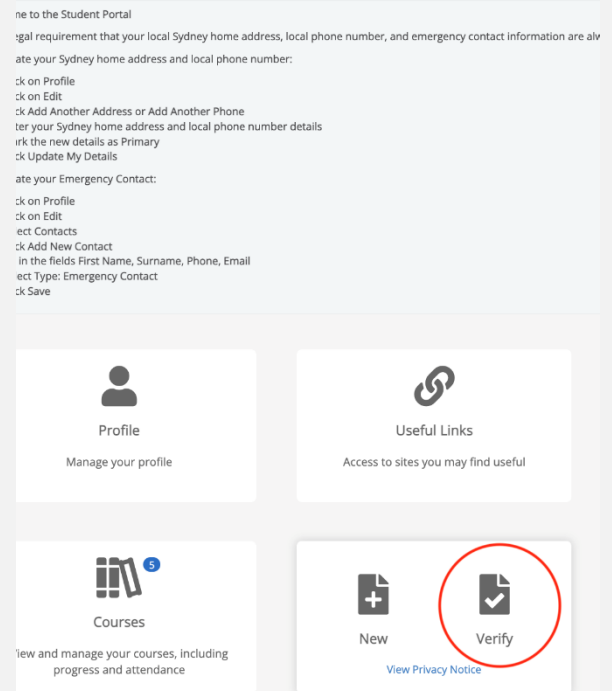 ne to the Student Portal
egal requirement that your local Sydney home address, local phone number, and emergency contact information are alw
ate your Sydney home address and local phone number:
ck on Profile
ck on Edit
ck Add Another Address or Add Another Phone
ter your Sydney home address and local phone number details
rk the new details as Primary
ck Update My Details
ate your Emergency Contact:
ck on Profile
ck on Edit
ect Contacts
ck Add New Contact
in the fields First Name, Surname, Phone, Email
ect Type: Emergency Contact
ck Save
Profile
Manage your profile
Useful Links
Access to sites you may find useful
5
Courses
iew and manage your courses, including
progress and attendance
New
Verify
View Privacy Notice